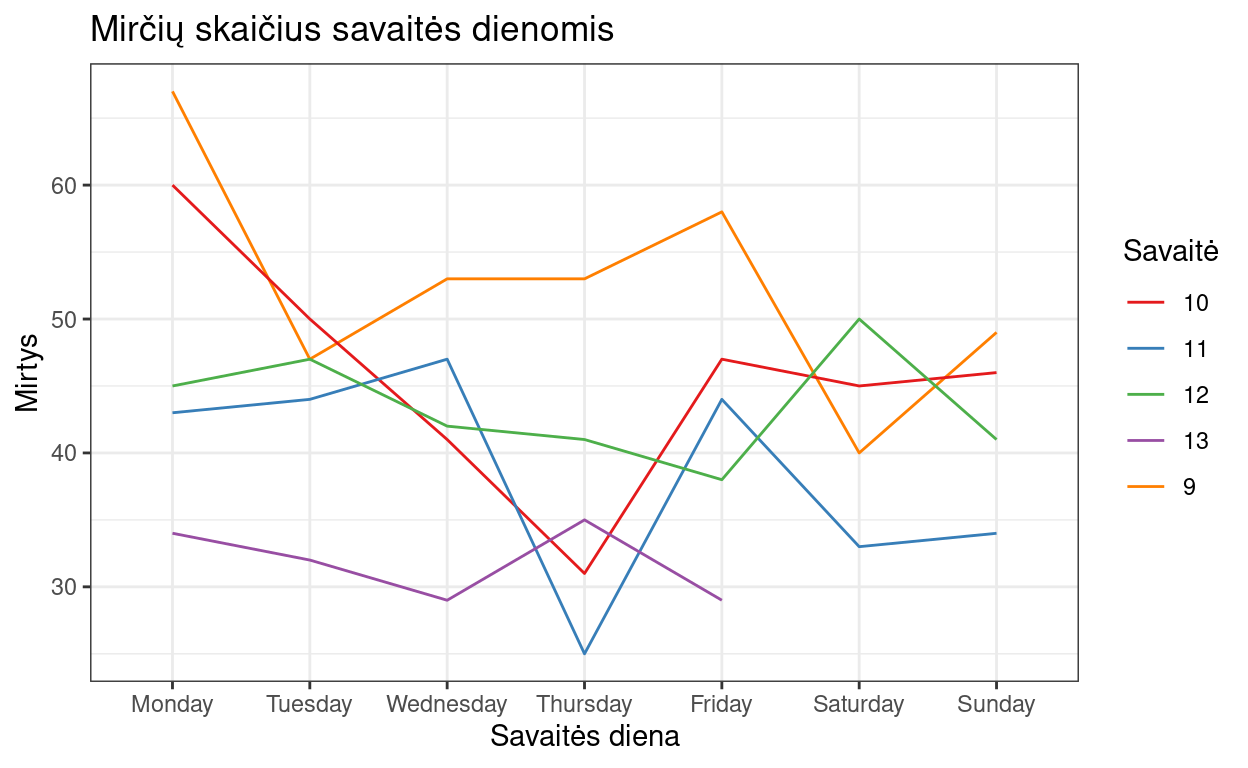 Mirčių skaičius savaitės dienomis
Mirtys
60
50
40
30
Monday Tuesday Wednesday Thursday Friday Saturday Sunday
Savaitės diena
Savaitė
10
11
12
13
9